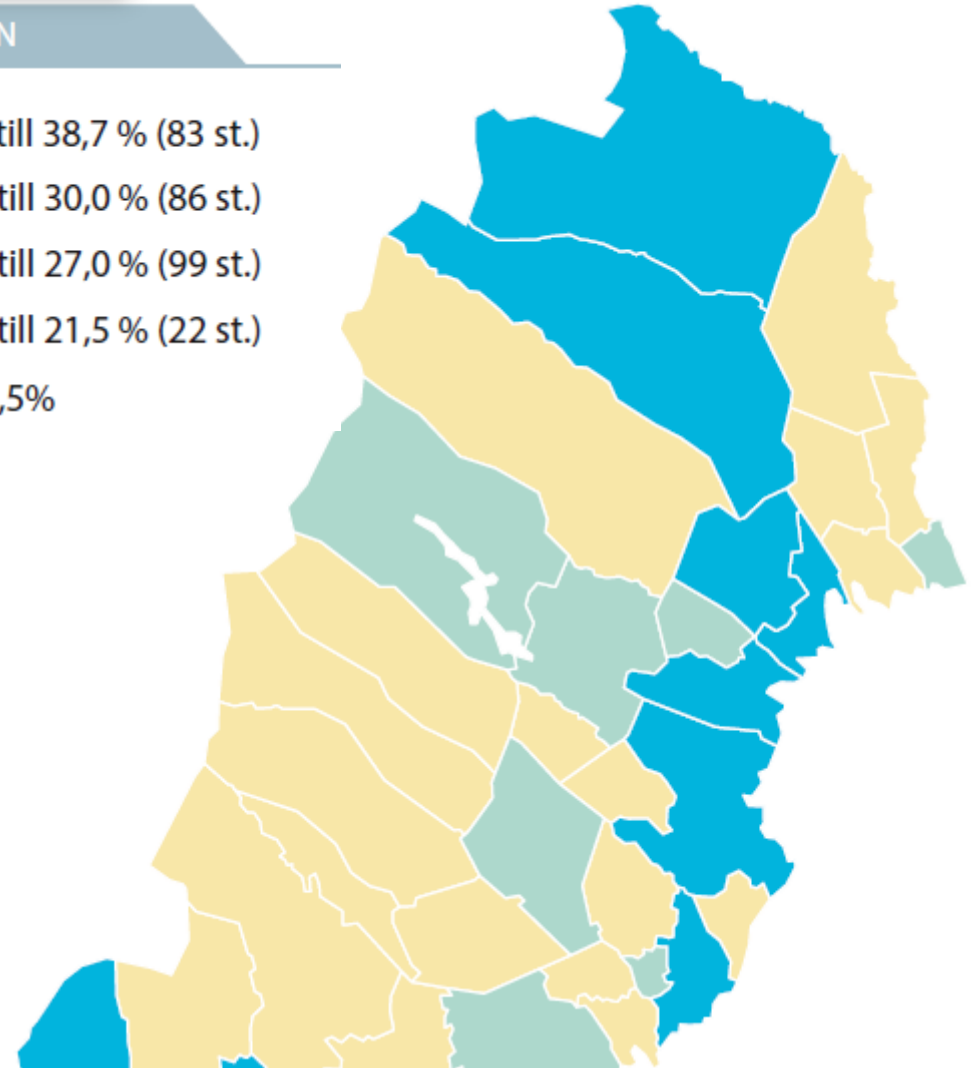 N
till 38,7 % (83 st.)
till 30,0 % (86 st.)
till 27,0 % (99 st.)
till 21,5 % (22 st.)
,5%